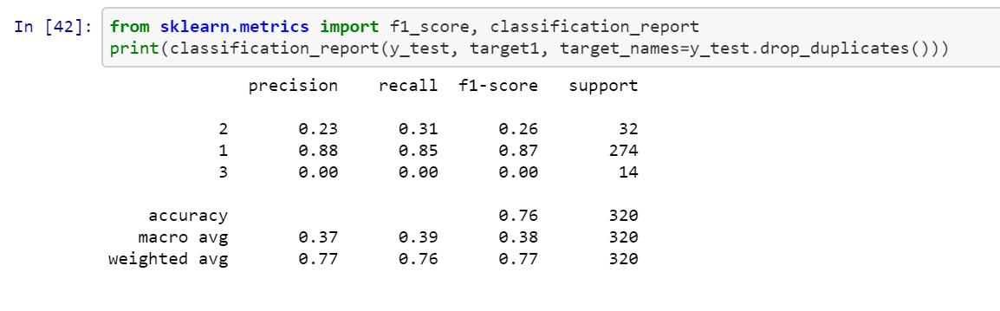 In [42]: from sklearn.metrics import f1_score, classification_report
print(classification_report(y_test, target1, target_names=y_test.drop_duplicates()))
precision recall f1-score support
2 0.23 0.31 0.26 32
1 0.88 0.85 0.87 274
3 0.00 0.00 0.00 14
accuracy 0.76 320
macro avg 0.37 0.39 0.38 320
weighted avg 0.77 0.76 0.77 320